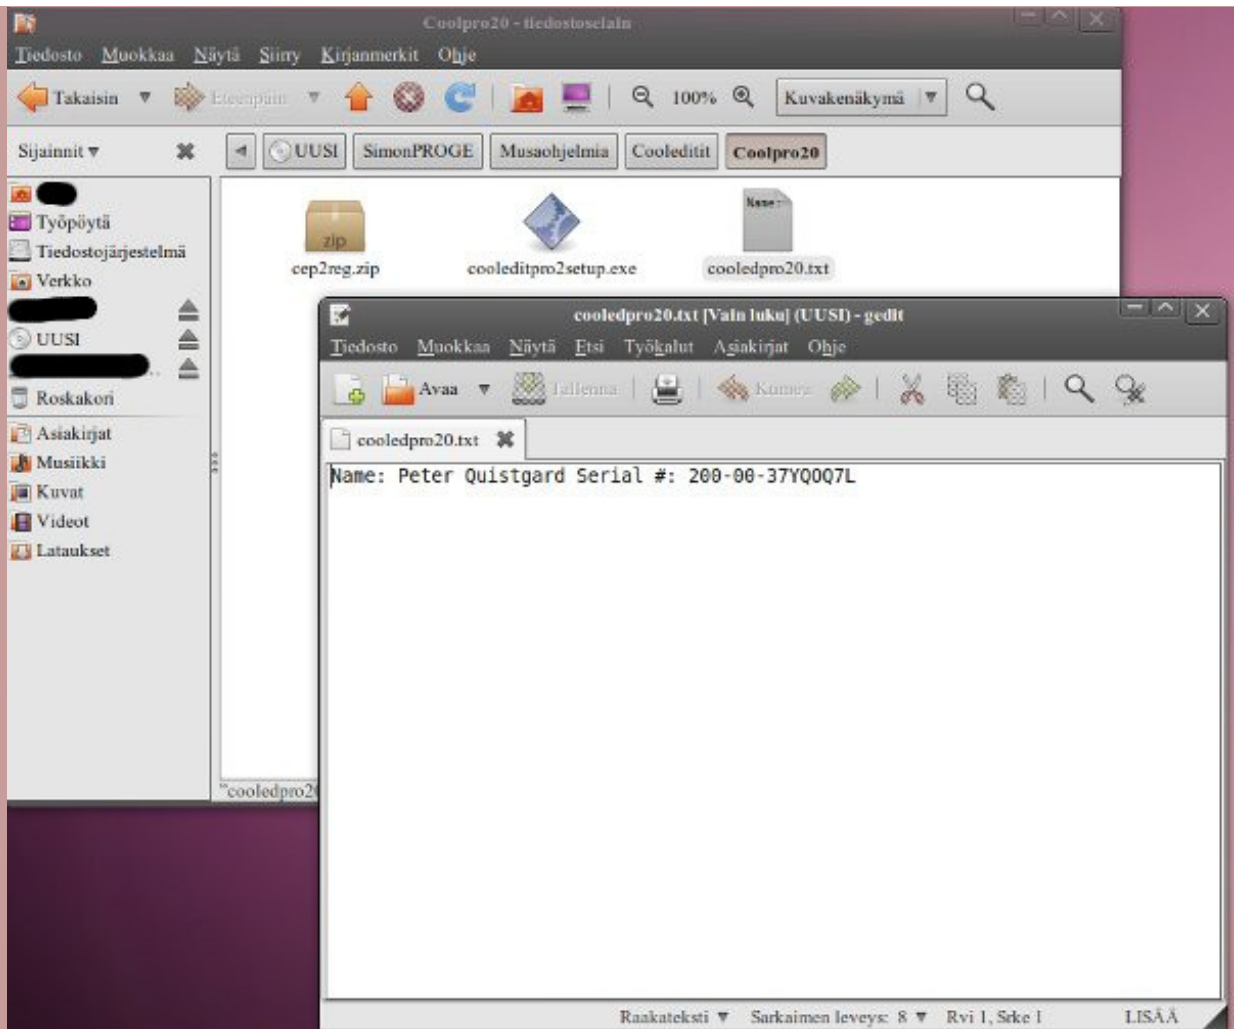 Coolpro20 - tiedostoselain
Tiedosto Muokkaa Näytä Siirry Kirjanmerkit Ohje
Takaisin Eteenpäin 100% Kuvakenäkymä
Sijainnit UUSI SimonPROGE Musaohjelmia Cooleditit Coolpro20
Työpöytä
Tiedostojärjestelmä
Verkko
UUSI
Roskakori
Asiakirjat
Musiikki
Kuvat
Videot
Lataukset
zip
Name:
cep2reg.zip cooleditpro2setup.exe cooledpro20.txt
"cooledpro20
cooledpro20.txt [Vain luku] (UUSI) - gedit
Tiedosto Muokkaa Näytä Etsi Työkalut Asiakirjat Ohje
Avaa Tallenna Kumoa
cooledpro20.txt
Name: Peter Quistgard Serial #: 200-00-37YQOQ7L
Raakateksti Sarkaimen leveys: 8 Rvi 1, Srke 1 LISÄÄ